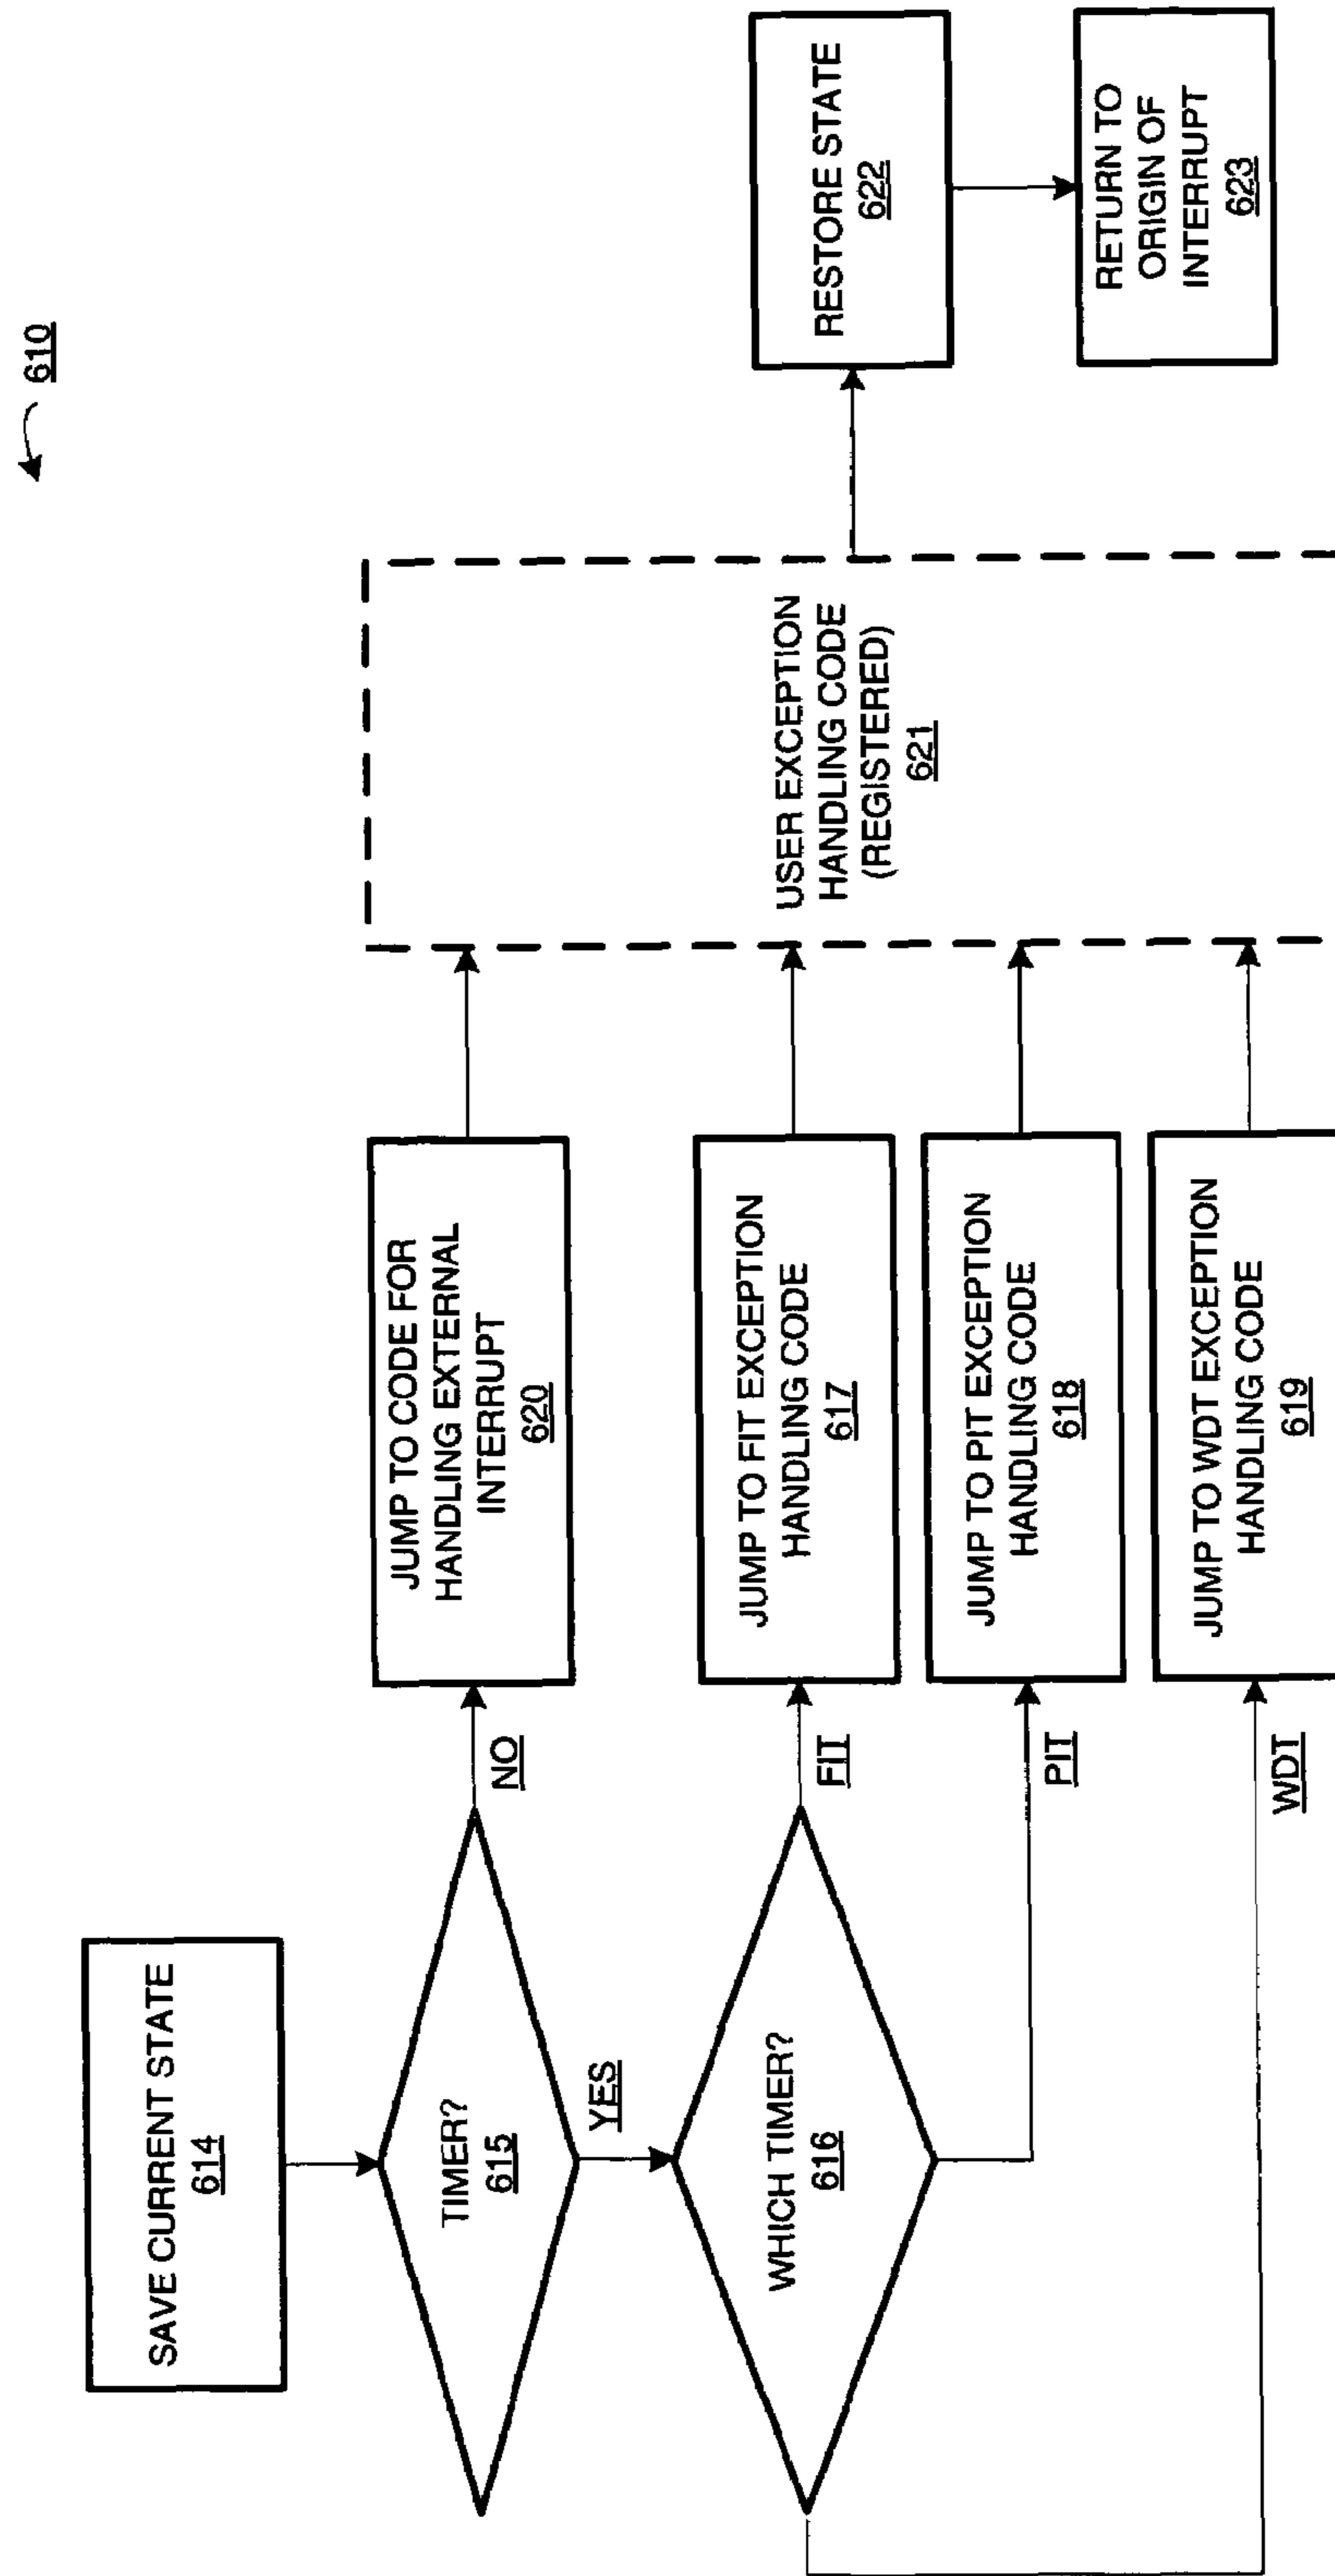 610
SAVE CURRENT STATE
614
TIMER?
615
NO
YES
JUMP TO CODE FOR
HANDLING EXTERNAL
INTERRUPT
620
WHICH TIMER?
616
FIT
JUMP TO FIT EXCEPTION
HANDLING CODE
617
PIT
JUMP TO PIT EXCEPTION
HANDLING CODE
618
WDT
JUMP TO WDT EXCEPTION
HANDLING CODE
619
USER EXCEPTION
HANDLING CODE
(REGISTERED)
621
RESTORE STATE
622
RETURN TO
ORIGIN OF
INTERRUPT
623